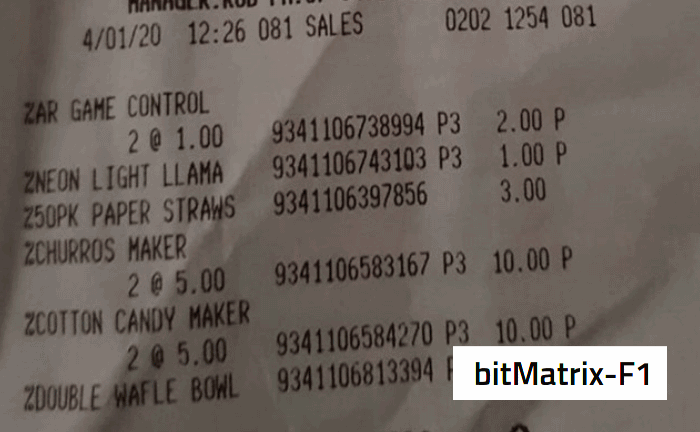 4/01/20 12:26 081 SALES 0202 1254 081
ZAR GAME CONTROL
2 @ 1.00 9341106738994 P3 2.00 P
ZNEON LIGHT LLAMA 9341106743103 P3 1.00 P
Z50PK PAPER STRAWS 9341106397856 3.00
ZCHURROS MAKER
2 @ 5.00 9341106583167 P3 10.00 P
ZCOTTON CANDY MAKER
2 @ 5.00 9341106584270 P3 10.00 P
ZDOUBLE WAFLE BOWL 9341106813394
bitMatrix-F1